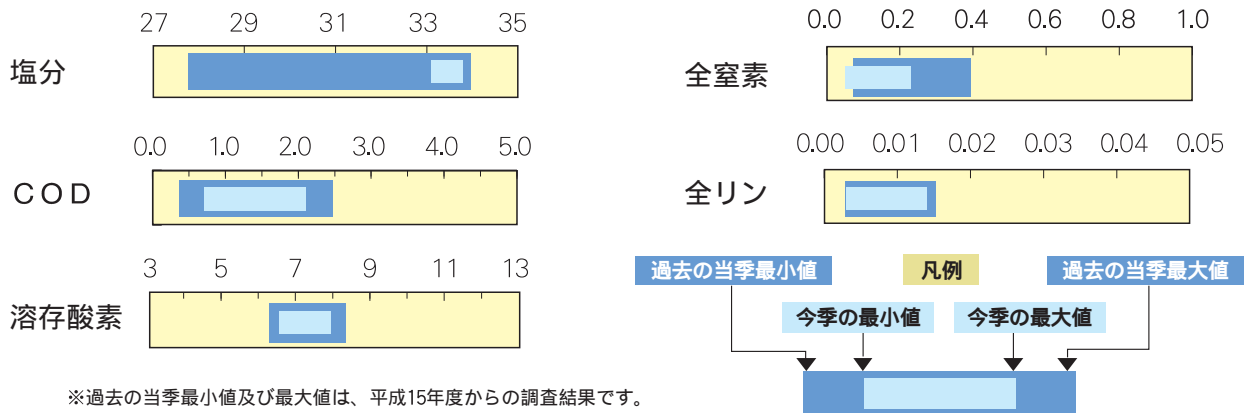 27 29 31 33 35
塩分
0.0 1.0 2.0 3.0 4.0 5.0
COD
3 5 7 9 11 13
溶存酸素
0.0 0.2 0.4 0.6 0.8 1.0
全窒素
0.00 0.01 0.02 0.03 0.04 0.05
全リン
過去の当季最小値 凡例 過去の当季最大値
今季の最小値 今季の最大値
※過去の当季最小値及び最大値は、平成15年度からの調査結果です。